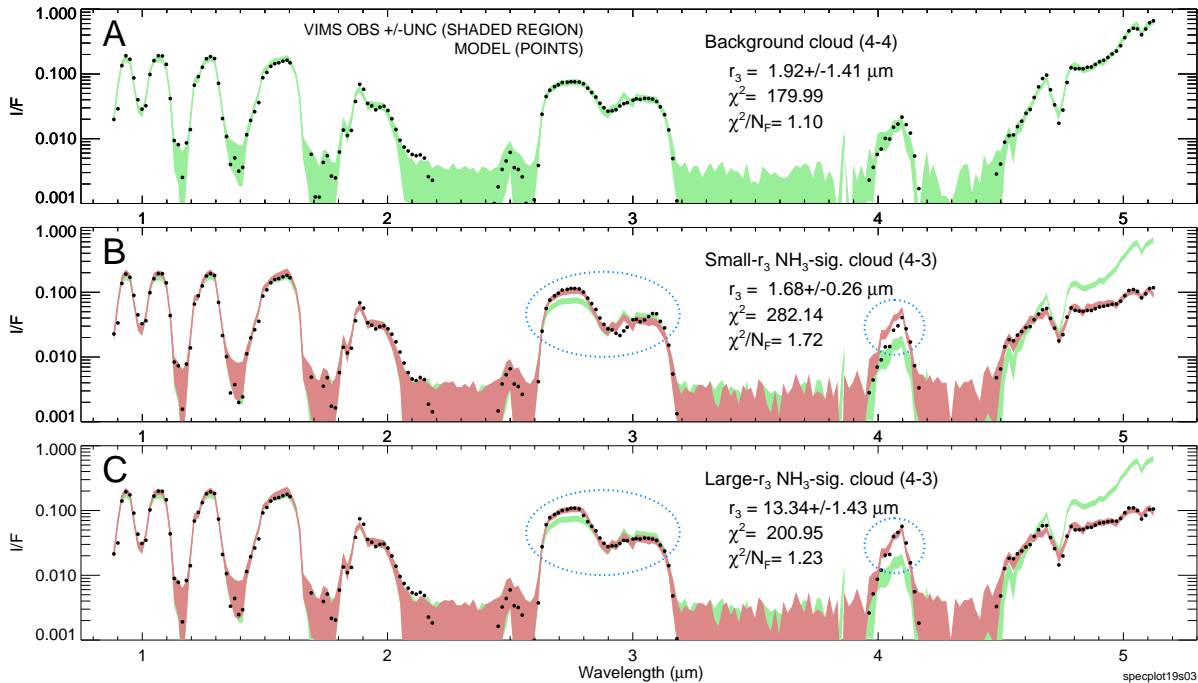 A
VIMS OBS +/-UNC (SHADED REGION)
MODEL (POINTS)
Background cloud (4-4)
r₃ = 1.92+/-1.41 μm
χ²= 179.99
χ²/N_F= 1.10
I/F
1.000
0.100
0.010
0.001
1 2 3 4 5
B
Small-r₃ NH₃-sig. cloud (4-3)
r₃ = 1.68+/-0.26 μm
χ²= 282.14
χ²/N_F= 1.72
I/F
1.000
0.100
0.010
0.001
1 2 3 4 5
C
Large-r₃ NH₃-sig. cloud (4-3)
r₃ = 13.34+/-1.43 μm
χ²= 200.95
χ²/N_F= 1.23
I/F
1.000
0.100
0.010
0.001
1 2 3 4 5
Wavelength (μm)
specplot19s03